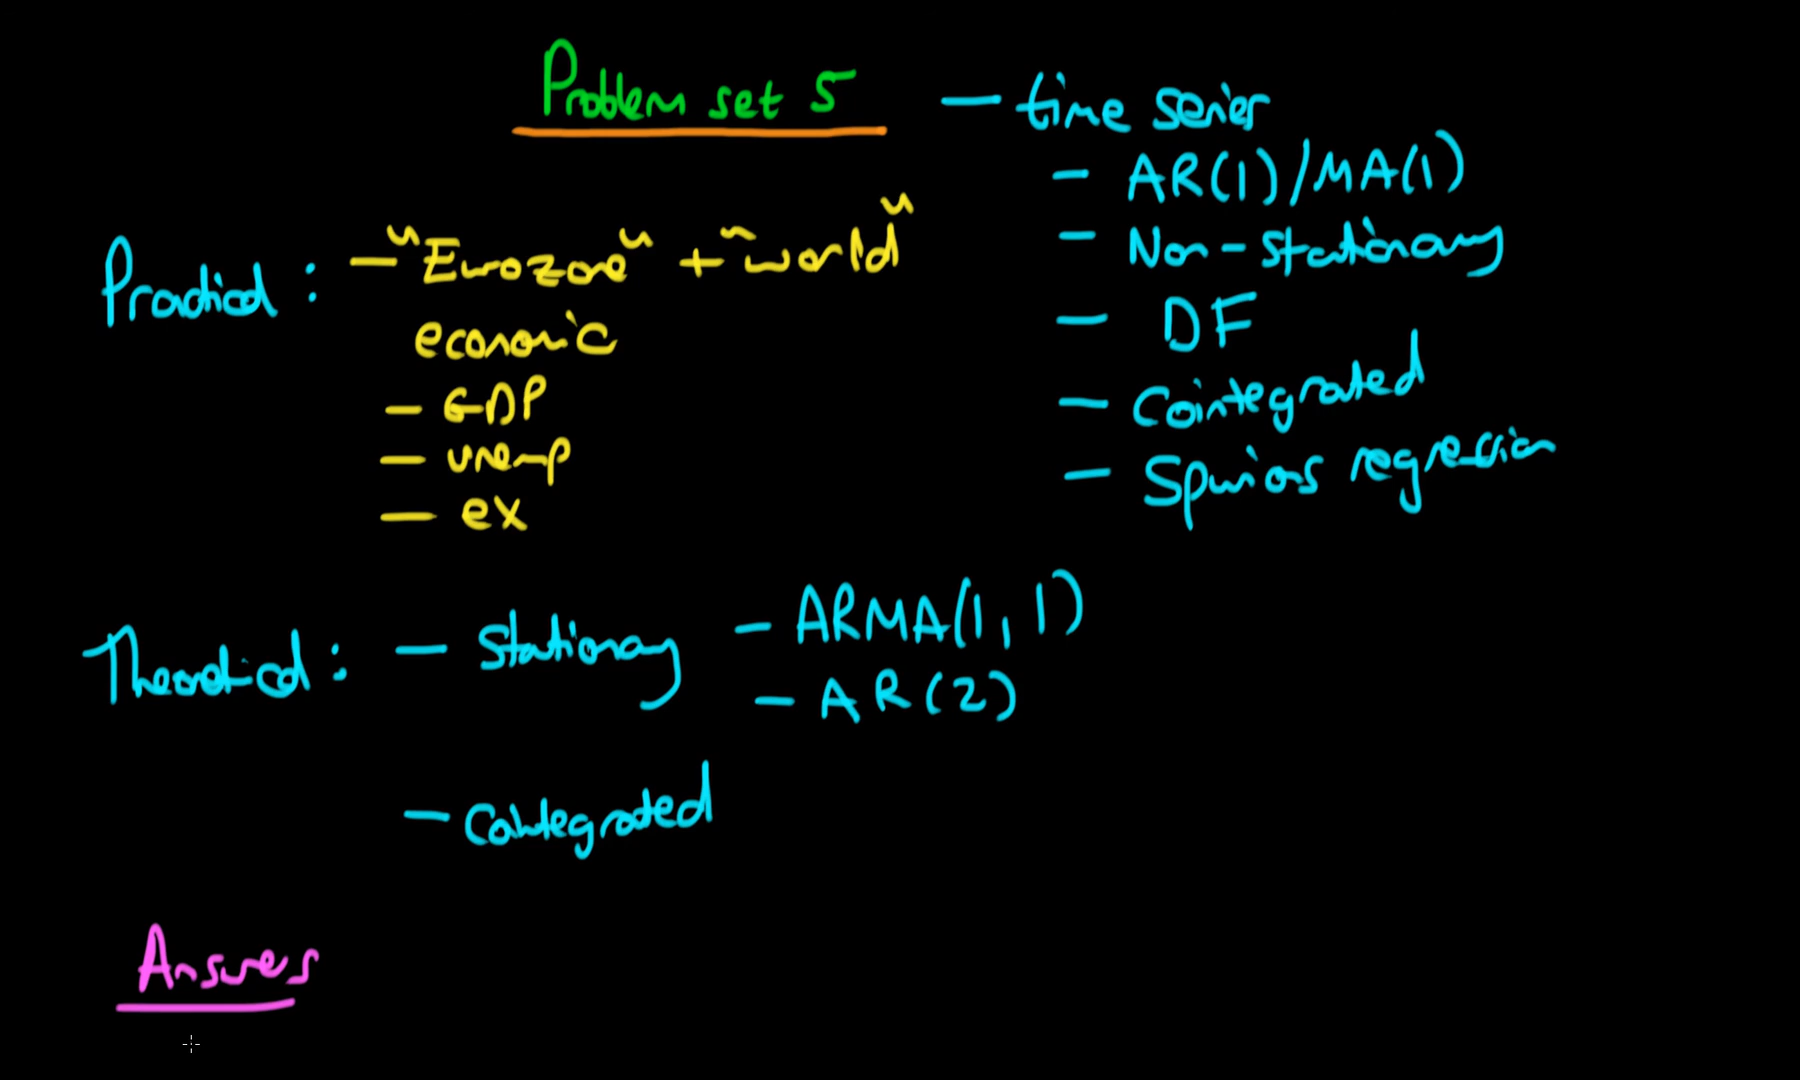 Problem set 5
- time series
- AR(1)/MA(1)
- Non-stationary
- DF
- Cointegrated
- Spurious regression
Practical: - "Eurozone" + "world"
economic
- GDP
- unemp
- ex
Theoretical: - Stationary - ARMA(1,1)
- AR(2)
- Cointegrated
Answers